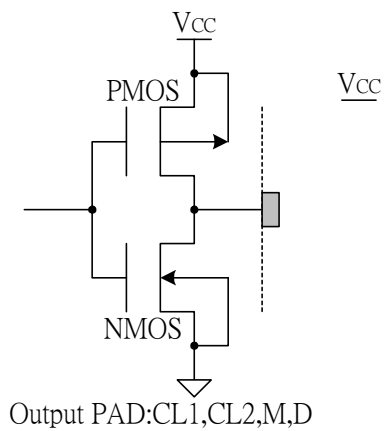 VCC
PMOS
VCC
NMOS
Output PAD:CL1,CL2,M,D